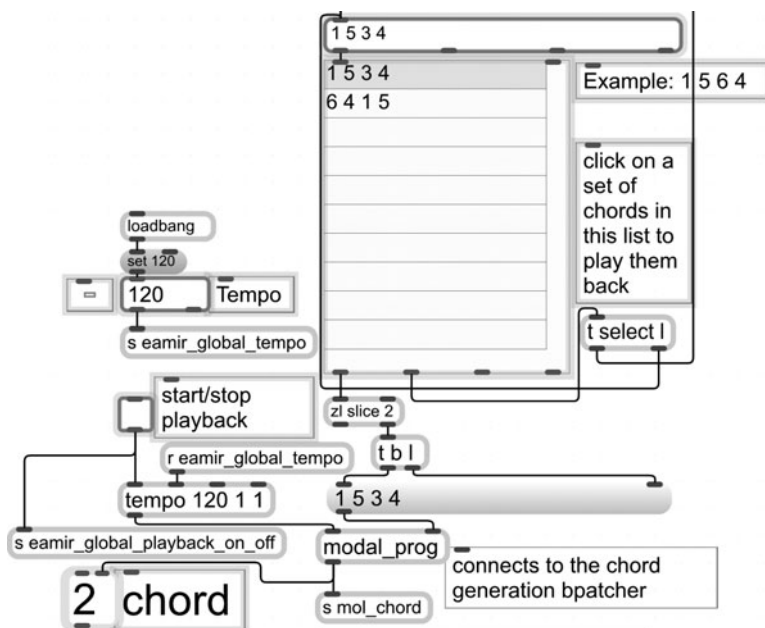 1 5 3 4
1 5 3 4
6 4 1 5
Example: 1 5 6 4
click on a
set of
chords in
this list to
play them
back
t select l
loadbang
set 120
120
Tempo
s eamir_global_tempo
start/stop
playback
r eamir_global_tempo
tempo 120 1 1
s eamir_global_playback_on_off
zl slice 2
t b l
1 5 3 4
modal_prog
connects to the chord
generation bpatcher
2
chord
s mol_chord